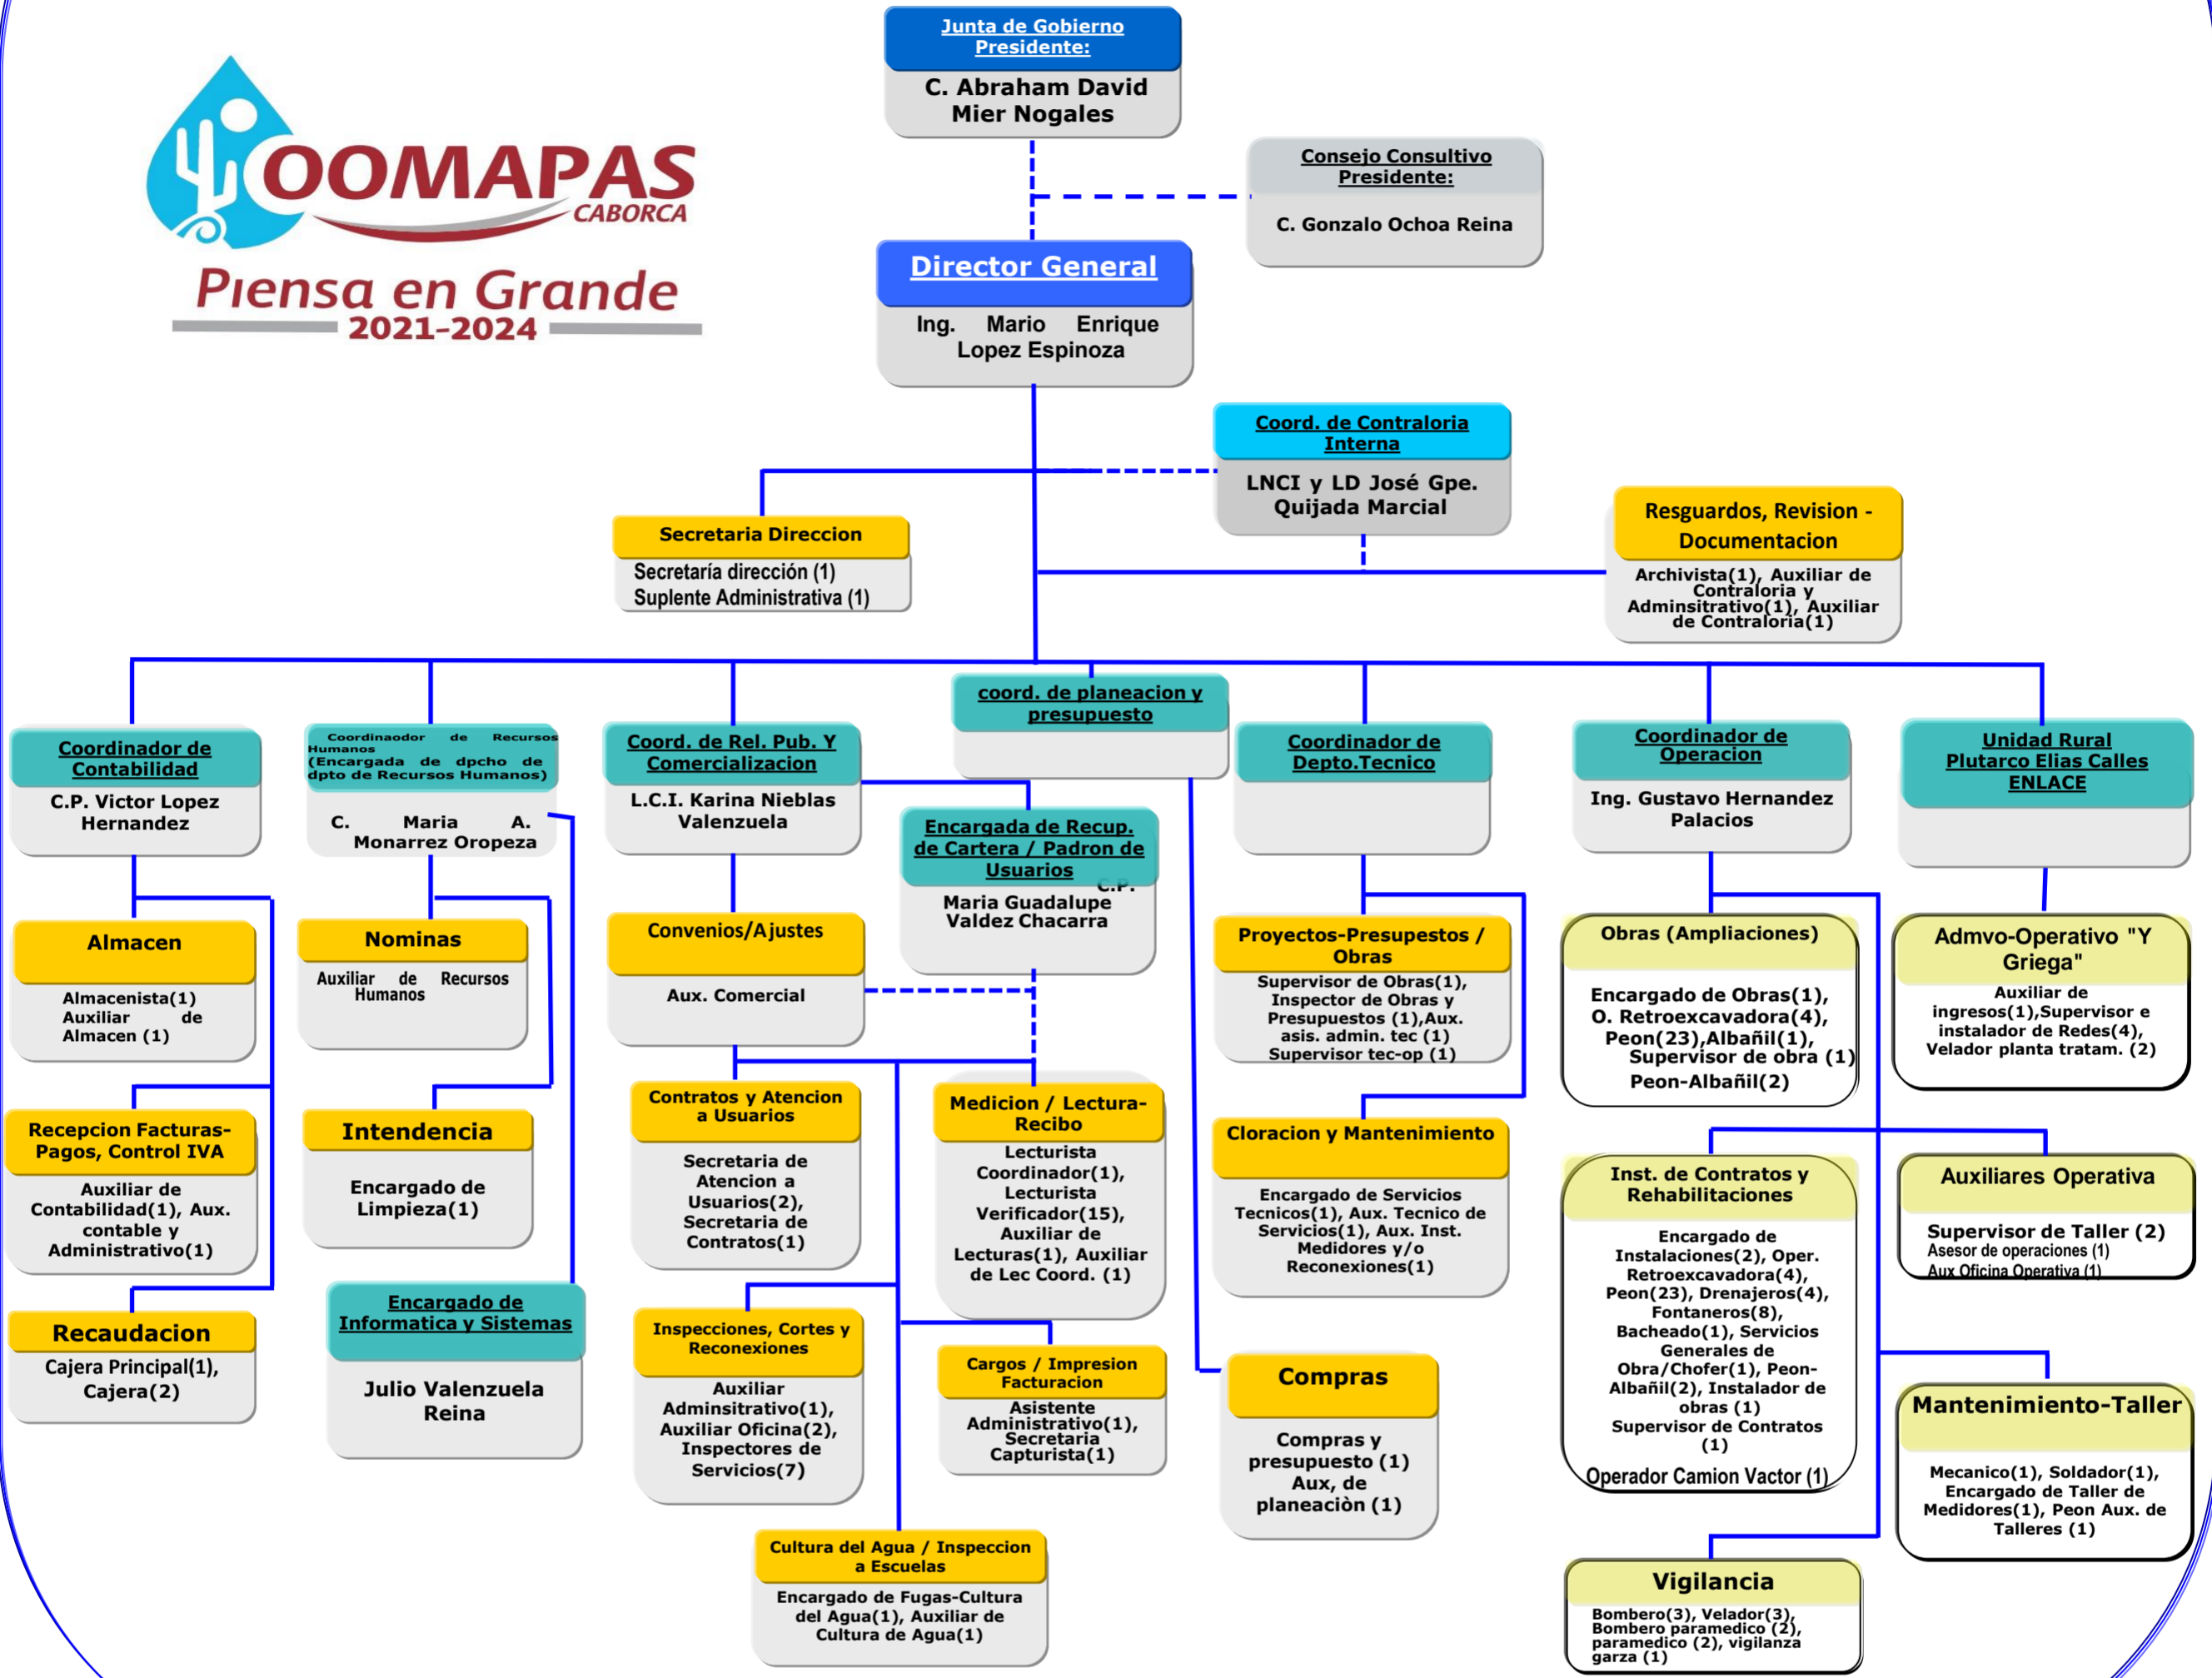 Junta de Gobierno
Presidente:
C. Abraham David
Mier Nogales
OOMAPAS
CABORCA
Piensa en Grande
2021-2024
Consejo Consultivo
Presidente:
C. Gonzalo Ochoa Reina
Director General
Ing. Mario Enrique
Lopez Espinoza
Coord. de Contraloria
Interna
LNCI y LD José Gpe.
Quijada Marcial
Secretaria Direccion
Secretaría dirección (1)
Suplente Administrativa (1)
Resguardos, Revision -
Documentacion
Archivista(1), Auxiliar de
Contraloria y
Adminsitrativo(1), Auxiliar
de Contraloria(1)
Coordinador de
Contabilidad
C.P. Victor Lopez
Hernandez
Coordinaodor de Recursos
Humanos
(Encargada de dpcho de
dpto de Recursos Humanos)
C. Maria A.
Monarrez Oropeza
Coord. de Rel. Pub. Y
Comercializacion
L.C.I. Karina Nieblas
Valenzuela
coord. de planeacion y
presupuesto
Encargada de Recup.
de Cartera / Padron de
Usuarios
C.P.
Maria Guadalupe
Valdez Chacarra
Coordinador de
Depto.Tecnico
Coordinador de
Operacion
Ing. Gustavo Hernandez
Palacios
Unidad Rural
Plutarco Elias Calles
ENLACE
Almacen
Almacenista(1)
Auxiliar de
Almacen (1)
Nominas
Auxiliar de Recursos
Humanos
Convenios/Ajustes
Aux. Comercial
Proyectos-Presupestos /
Obras
Supervisor de Obras(1),
Inspector de Obras y
Presupuestos (1),Aux.
asis. admin. tec (1)
Supervisor tec-op (1)
Obras (Ampliaciones)
Encargado de Obras(1),
O. Retroexcavadora(4),
Peon(23),Albañil(1),
Supervisor de obra (1)
Peon-Albañil(2)
Admvo-Operativo "Y
Griega"
Auxiliar de
ingresos(1),Supervisor e
instalador de Redes(4),
Velador planta tratam. (2)
Recepcion Facturas-
Pagos, Control IVA
Auxiliar de
Contabilidad(1), Aux.
contable y
Administrativo(1)
Intendencia
Encargado de
Limpieza(1)
Contratos y Atencion
a Usuarios
Secretaria de
Atencion a
Usuarios(2),
Secretaria de
Contratos(1)
Medicion / Lectura-
Recibo
Lecturista
Coordinador(1),
Lecturista
Verificador(15),
Auxiliar de
Lecturas(1), Auxiliar
de Lec Coord. (1)
Cloracion y Mantenimiento
Encargado de Servicios
Tecnicos(1), Aux. Tecnico de
Servicios(1), Aux. Inst.
Medidores y/o
Reconexiones(1)
Inst. de Contratos y
Rehabilitaciones
Encargado de
Instalaciones(2), Oper.
Retroexcavadora(4),
Peon(23), Drenajeros(4),
Fontaneros(8),
Bacheado(1), Servicios
Generales de
Obra/Chofer(1), Peon-
Albañil(2), Instalador de
obras (1)
Supervisor de Contratos
(1)
Operador Camion Vactor (1)
Auxiliares Operativa
Supervisor de Taller (2)
Asesor de operaciones (1)
Aux Oficina Operativa (1)
Recaudacion
Cajera Principal(1),
Cajera(2)
Encargado de
Informatica y Sistemas
Julio Valenzuela
Reina
Inspecciones, Cortes y
Reconexiones
Auxiliar
Adminsitrativo(1),
Auxiliar Oficina(2),
Inspectores de
Servicios(7)
Cargos / Impresion
Facturacion
Asistente
Administrativo(1),
Secretaria
Capturista(1)
Compras
Compras y
presupuesto (1)
Aux, de
planeaciòn (1)
Mantenimiento-Taller
Mecanico(1), Soldador(1),
Encargado de Taller de
Medidores(1), Peon Aux. de
Talleres (1)
Cultura del Agua / Inspeccion
a Escuelas
Encargado de Fugas-Cultura
del Agua(1), Auxiliar de
Cultura de Agua(1)
Vigilancia
Bombero(3), Velador(3),
Bombero paramedico (2),
paramedico (2), vigilanza
garza (1)